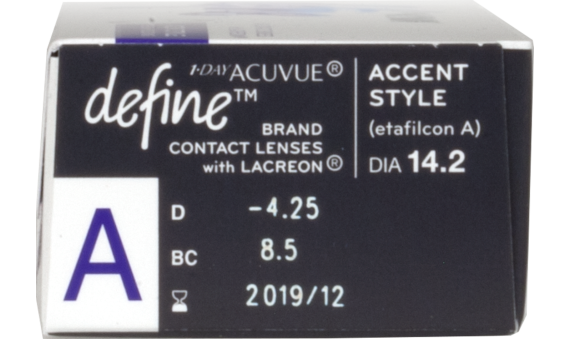 1·DAY ACUVUE®
define™
BRAND
CONTACT LENSES
with LACREON®
ACCENT
STYLE
(etafilcon A)
DIA 14.2
A
D -4.25
BC 8.5
2019/12